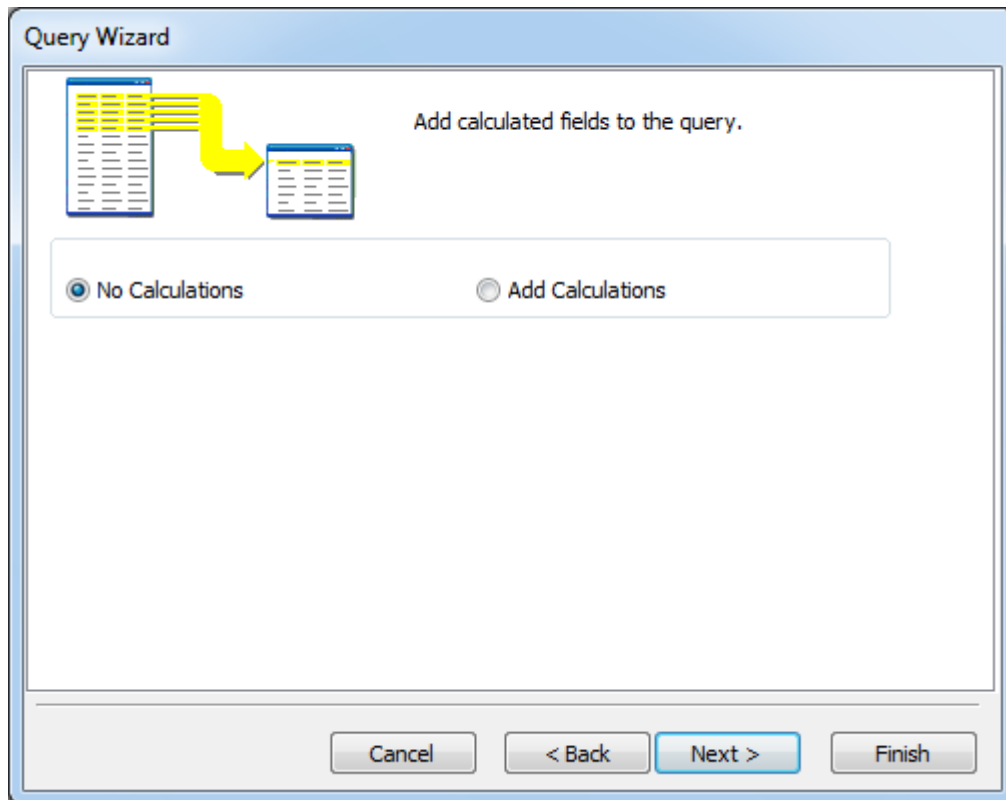 Query Wizard
Add calculated fields to the query.
No Calculations Add Calculations
Cancel < Back Next > Finish